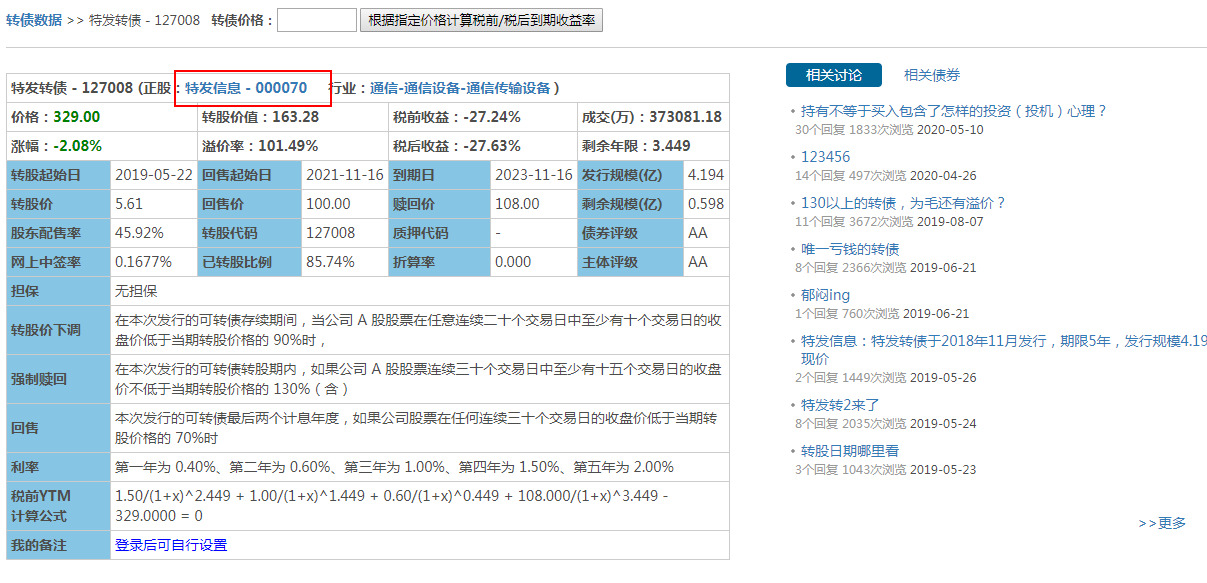 转债数据 >> 特发转债 - 127008 转债价格： 根据指定价格计算税前/税后到期收益率
特发转债 - 127008 (正股：特发信息 - 000070 行业：通信-通信设备-通信传输设备 )
价格：329.00 转股价值：163.28 税前收益：-27.24% 成交(万)：373081.18
涨幅：-2.08% 溢价率：101.49% 税后收益：-27.63% 剩余年限：3.449
转股起始日 2019-05-22 回售起始日 2021-11-16 到期日 2023-11-16 发行规模(亿) 4.194
转股价 5.61 回售价 100.00 赎回价 108.00 剩余规模(亿) 0.598
股东配售率 45.92% 转股代码 127008 质押代码 - 债券评级 AA
网上中签率 0.1677% 已转股比例 85.74% 折算率 0.000 主体评级 AA
担保 无担保
转股价下调 在本次发行的可转债存续期间，当公司 A 股股票在任意连续二十个交易日中至少有十个交易日的收
盘价低于当期转股价格的 90%时，
强制赎回 在本次发行的可转债转股期内，如果公司 A 股股票连续三十个交易日中至少有十五个交易日的收盘
价不低于当期转股价格的 130%（含）
回售 本次发行的可转债最后两个计息年度，如果公司股票在任何连续三十个交易日的收盘价低于当期转
股价格的 70%时
利率 第一年为 0.40%、第二年为 0.60%、第三年为 1.00%、第四年为 1.50%、第五年为 2.00%
税前YTM 1.50/(1+x)^2.449 + 1.00/(1+x)^1.449 + 0.60/(1+x)^0.449 + 108.000/(1+x)^3.449 -
计算公式 329.0000 = 0
我的备注 登录后可自行设置
相关讨论 相关债券
• 持有不等于买入包含了怎样的投资（投机）心理？
30个回复 1833次浏览 2020-05-10
• 123456
14个回复 497次浏览 2020-04-26
• 130以上的转债，为毛还有溢价？
11个回复 3672次浏览 2019-08-07
• 唯一亏钱的转债
8个回复 2366次浏览 2019-06-21
• 郁闷ing
1个回复 760次浏览 2019-06-21
• 特发信息：特发转债于2018年11月发行，期限5年，发行规模4.19
现价
2个回复 1449次浏览 2019-05-26
• 特发转2来了
8个回复 2035次浏览 2019-05-24
• 转股日期哪里看
3个回复 1043次浏览 2019-05-23
>>更多